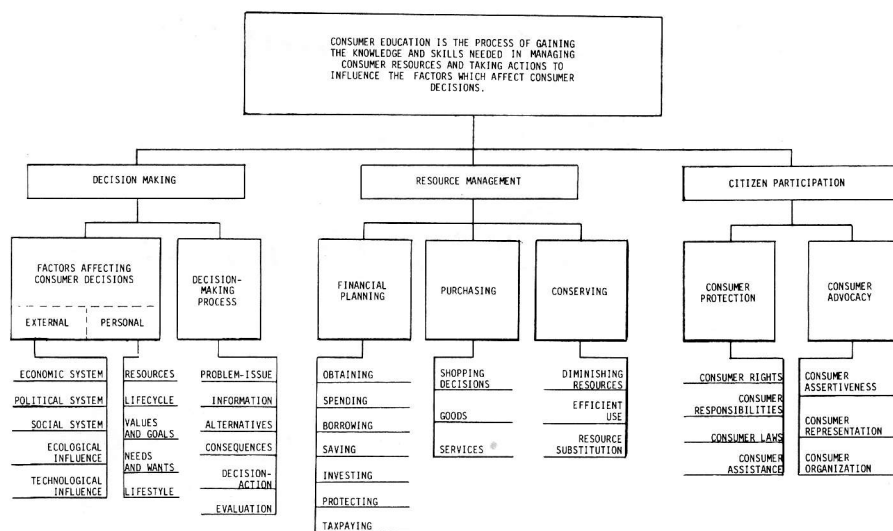 CONSUMER EDUCATION IS THE PROCESS OF GAINING
THE KNOWLEDGE AND SKILLS NEEDED IN MANAGING
CONSUMER RESOURCES AND TAKING ACTIONS TO
INFLUENCE THE FACTORS WHICH AFFECT CONSUMER
DECISIONS.
DECISION MAKING
RESOURCE MANAGEMENT
CITIZEN PARTICIPATION
FACTORS AFFECTING
CONSUMER DECISIONS
EXTERNAL
PERSONAL
DECISION-
MAKING
PROCESS
FINANCIAL
PLANNING
PURCHASING
CONSERVING
CONSUMER
PROTECTION
CONSUMER
ADVOCACY
ECONOMIC SYSTEM
POLITICAL SYSTEM
SOCIAL SYSTEM
ECOLOGICAL
INFLUENCE
TECHNOLOGICAL
INFLUENCE
RESOURCES
LIFECYCLE
VALUES
AND GOALS
NEEDS
AND WANTS
LIFESTYLE
PROBLEM-ISSUE
INFORMATION
ALTERNATIVES
CONSEQUENCES
DECISION-
ACTION
EVALUATION
OBTAINING
SPENDING
BORROWING
SAVING
INVESTING
PROTECTING
TAXPAYING
SHOPPING
DECISIONS
GOODS
SERVICES
DIMINISHING
RESOURCES
EFFICIENT
USE
RESOURCE
SUBSTITUTION
CONSUMER RIGHTS
CONSUMER
RESPONSIBILITIES
CONSUMER LAWS
CONSUMER
ASSISTANCE
CONSUMER
ASSERTIVENESS
CONSUMER
REPRESENTATION
CONSUMER
ORGANIZATION